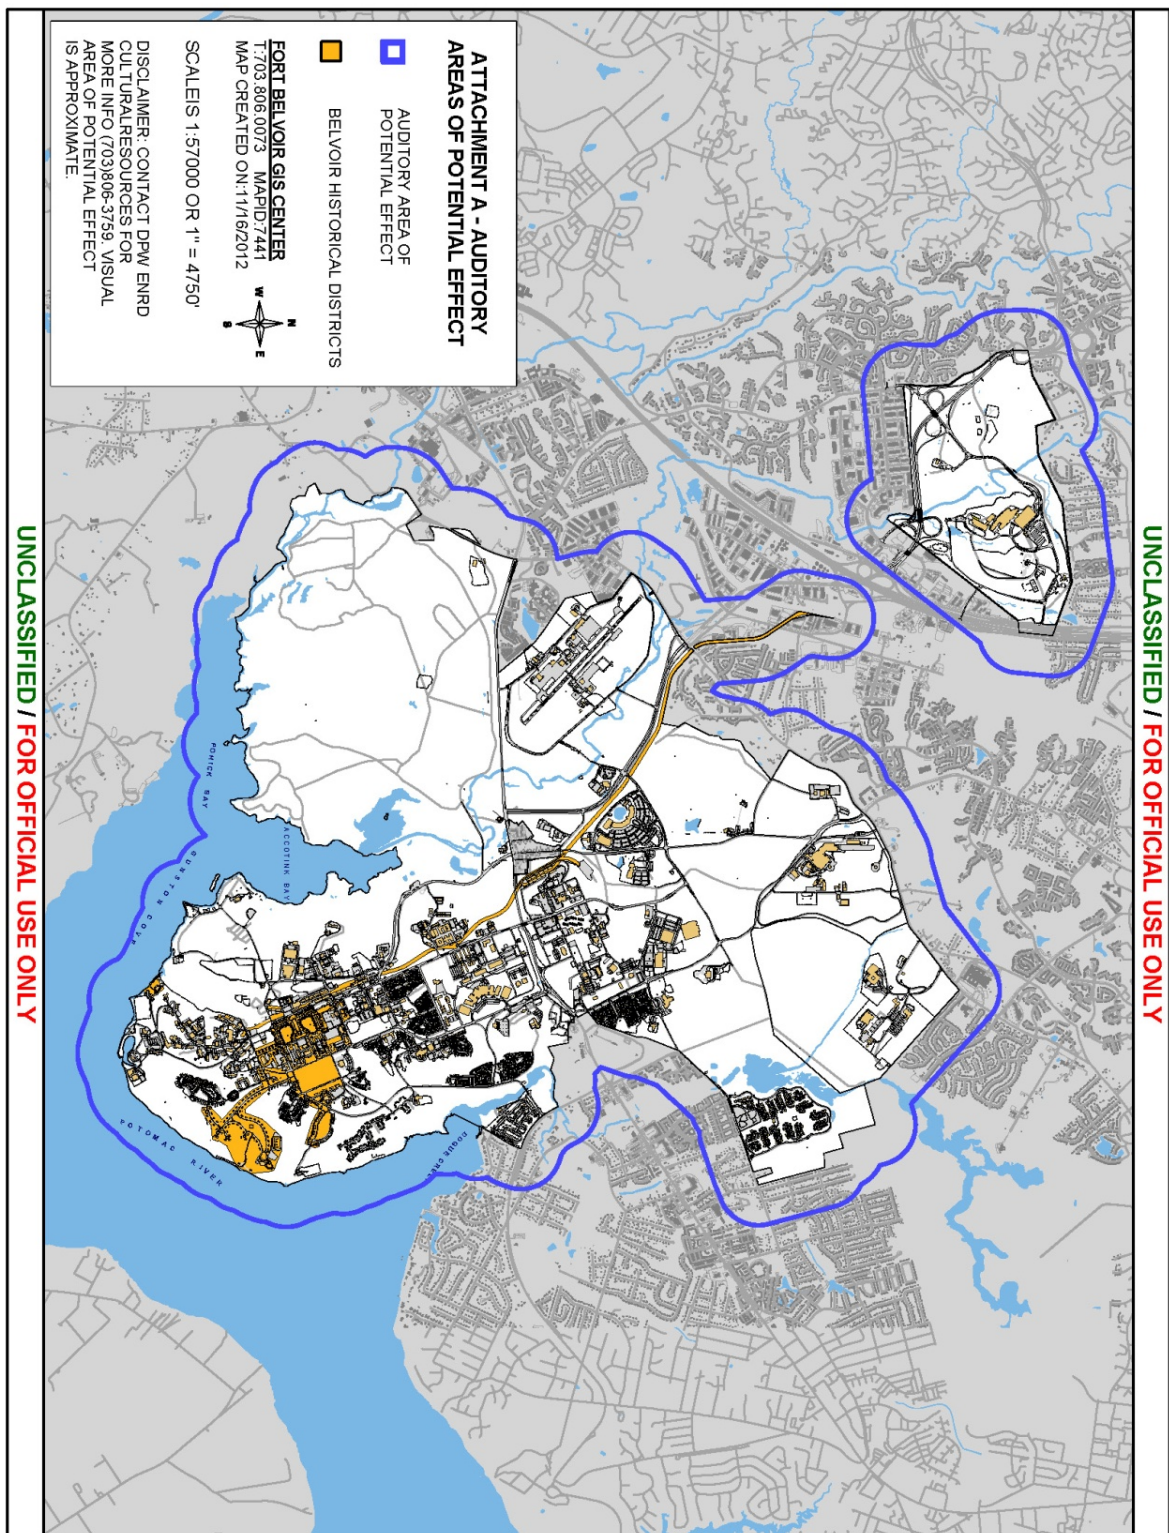 UNCLASSIFIED / FOR OFFICIAL USE ONLY
ATTACHMENT A - AUDITORY
AREAS OF POTENTIAL EFFECT
AUDITORY AREA OF
POTENTIAL EFFECT
BELVOIR HISTORICAL DISTRICTS
FORT BELVOIR GIS CENTER
T:703.806.0073 MAPID:7441
MAP CREATED ON:11/16/2012
N
W
E
S
SCALEIS 1:57000 OR 1" = 4750'
DISCLAIMER: CONTACT DPW ENRD
CULTURALRESOURCES FOR
MORE INFO (703)806-3759. VISUAL
AREA OF POTENTIAL EFFECT
IS APPROXIMATE.
POHICK BAY
ACCOTINK BAY
GUNSTON COVE
POTOMAC RIVER
UNCLASSIFIED / FOR OFFICIAL USE ONLY